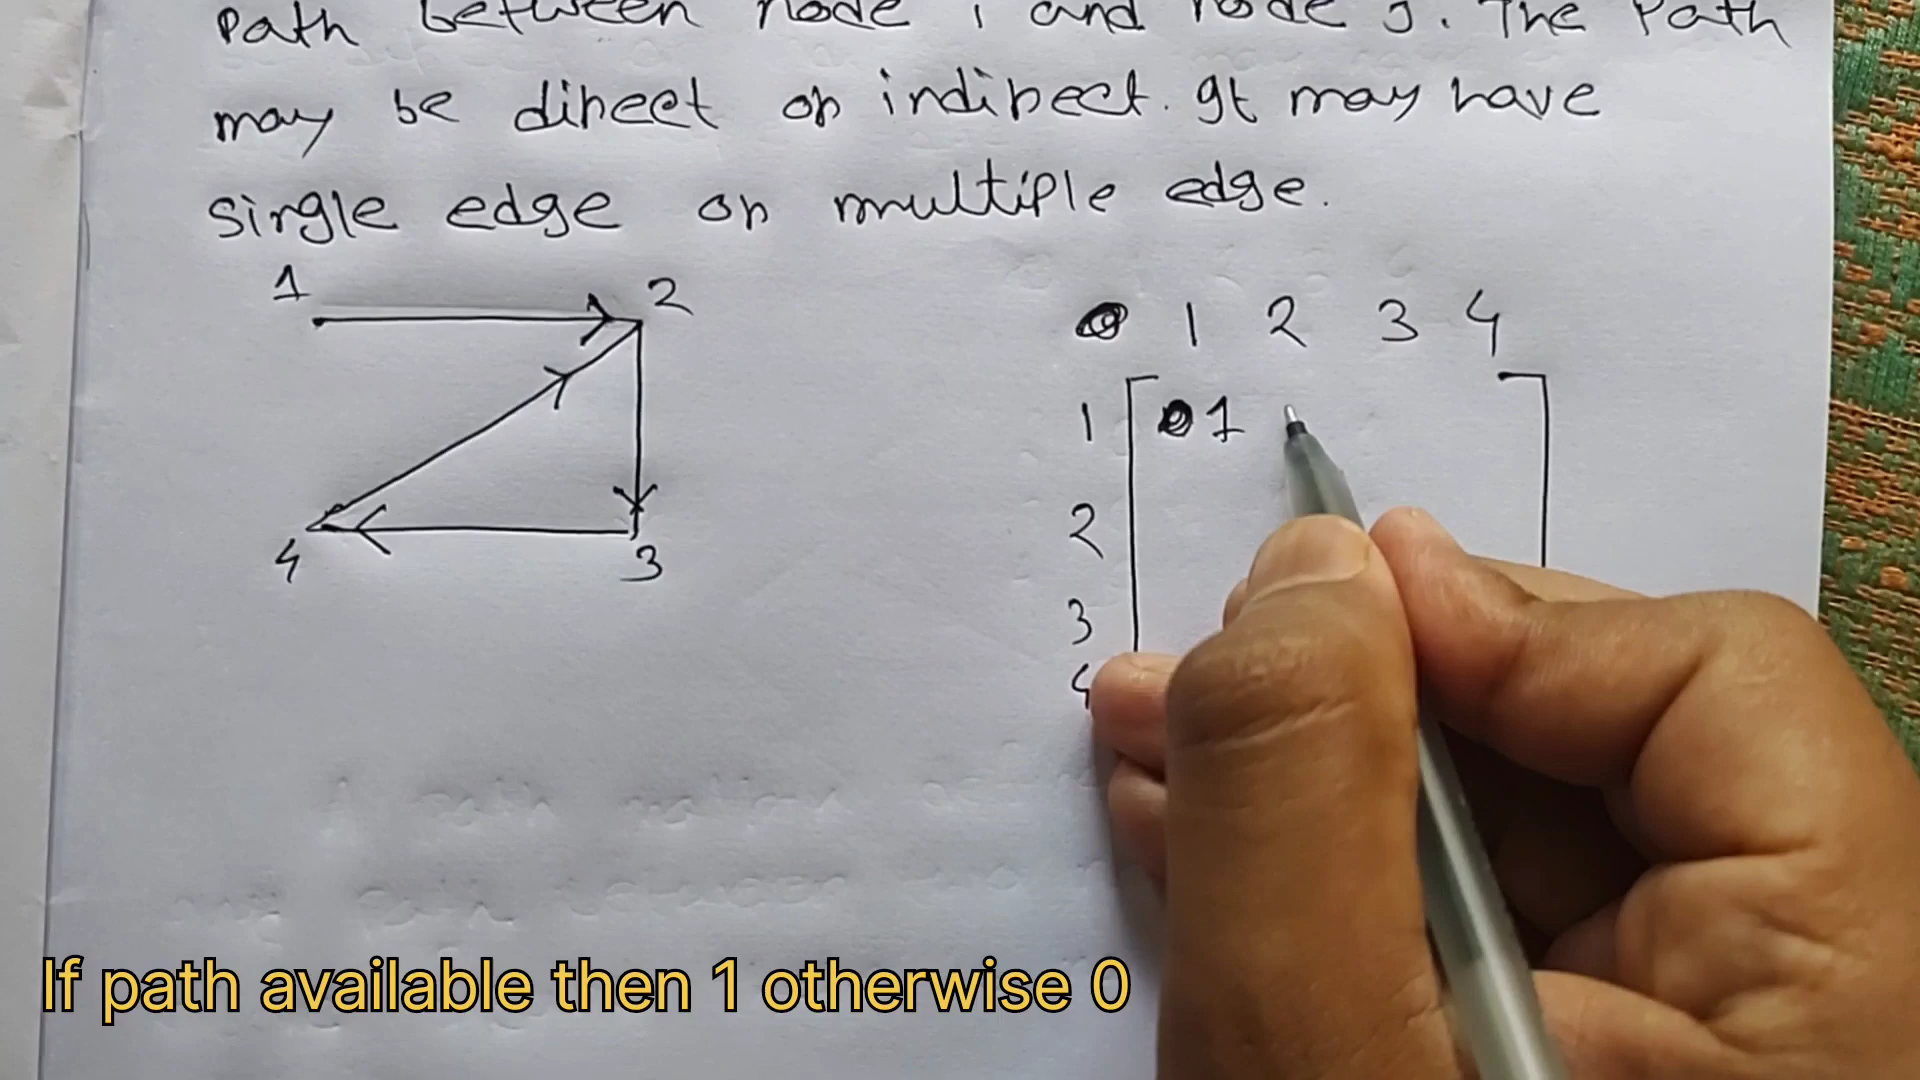 Path between node i and node j. The Path
may be direct or indirect. It may have
single edge or multiple edge.
1 2
4 3
1 2 3 4
1 1
2
3
4
If path available then 1 otherwise 0